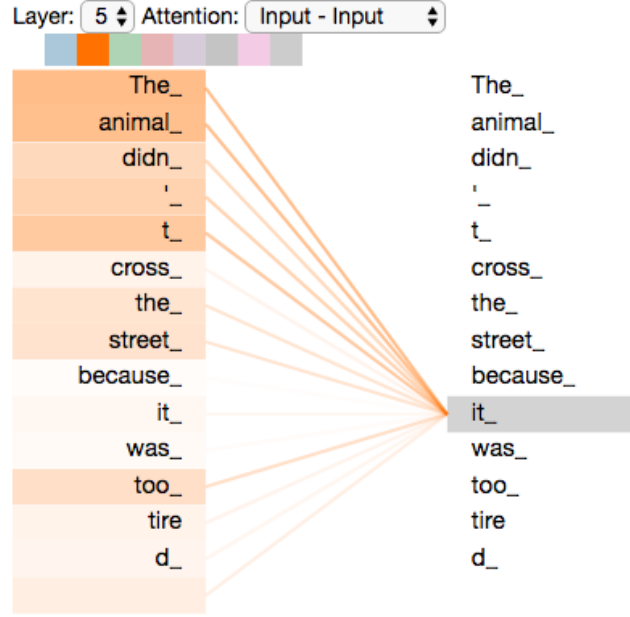 Layer: 5 Attention: Input - Input
The_ The_
animal_ animal_
didn_ didn_
'_ '_
t_ t_
cross_ cross_
the_ the_
street_ street_
because_ because_
it_ it_
was_ was_
too_ too_
tire tire
d_ d_